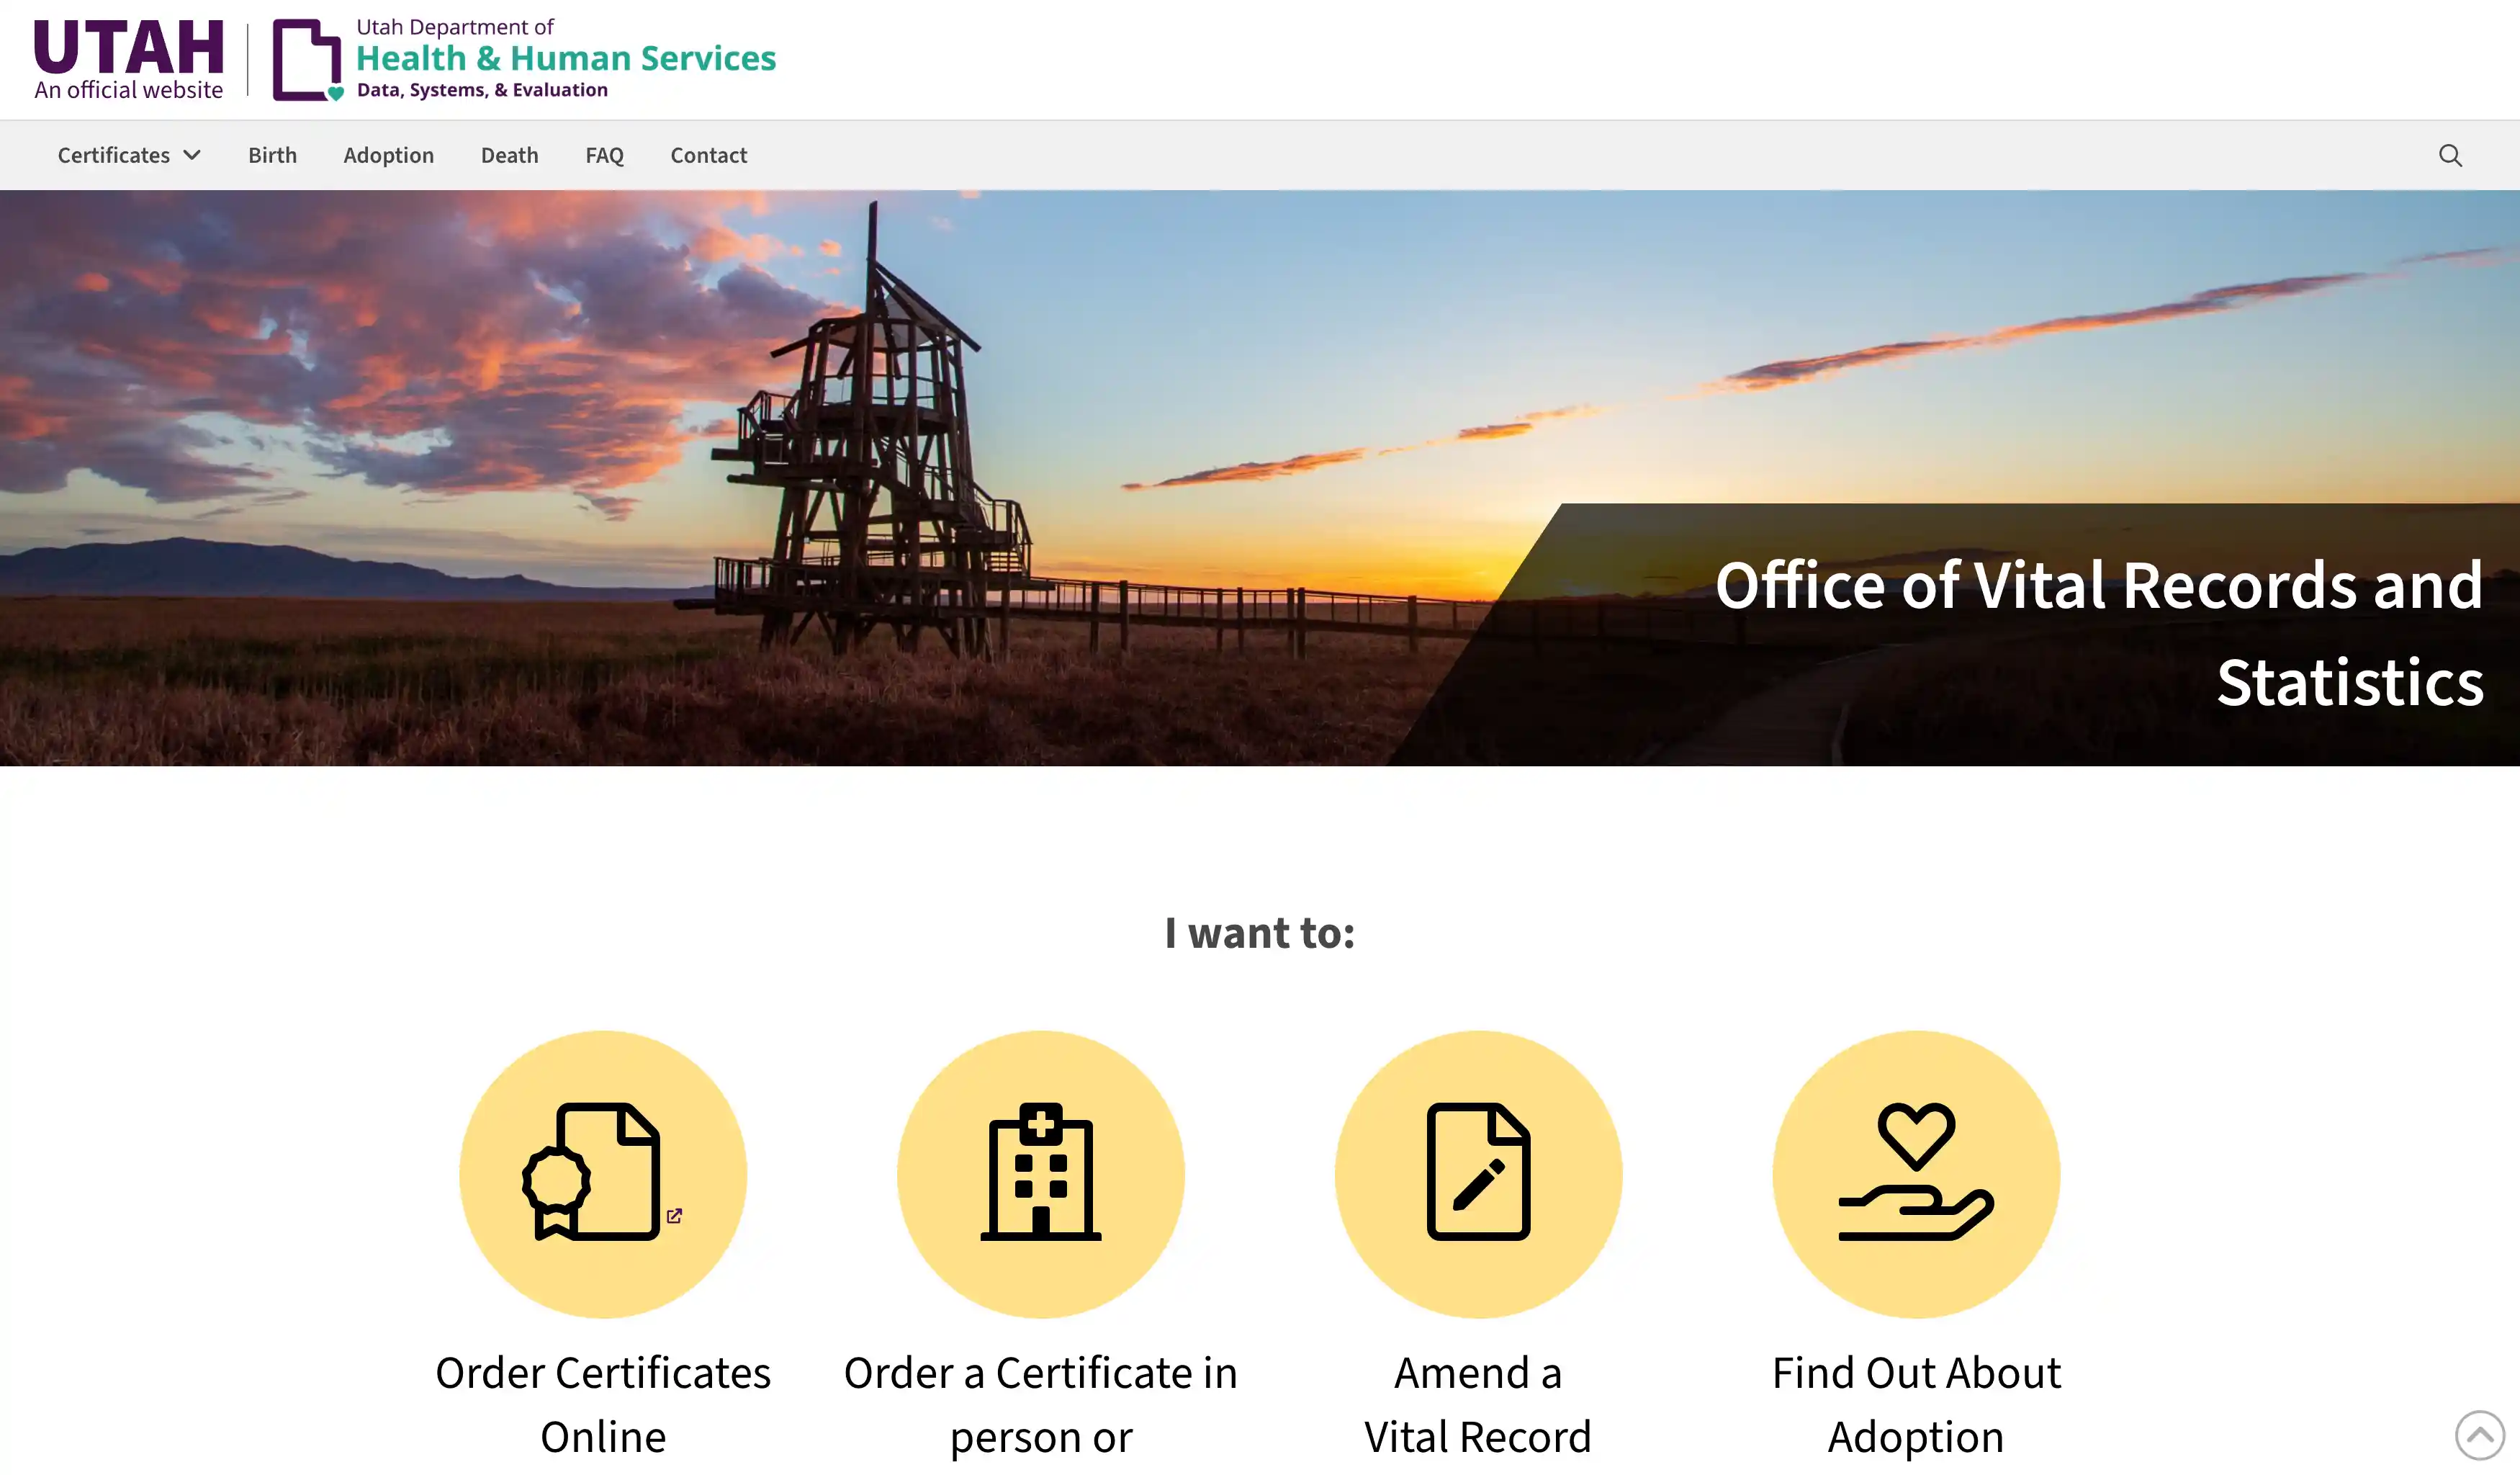 UTAH
An official website
Utah Department of
Health & Human Services
Data, Systems, & Evaluation
Certificates
Birth
Adoption
Death
FAQ
Contact
Office of Vital Records and
Statistics
I want to:
Order Certificates
Online
Order a Certificate in
person or
Amend a
Vital Record
Find Out About
Adoption